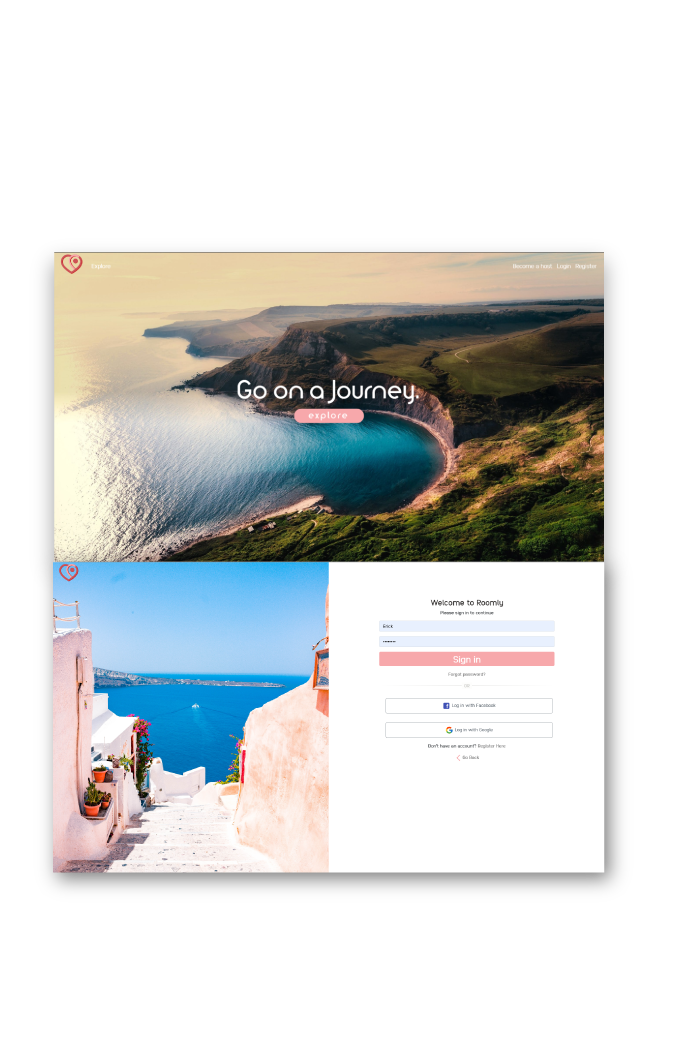 Explore
Become a host Login Register
Go on a Journey.
explore
Welcome to Roomly
Please sign in to continue
Erick
••••••••
Sign in
Forgot password?
OR
Log in with Facebook
Log in with Google
Don't have an account? Register Here
Go Back